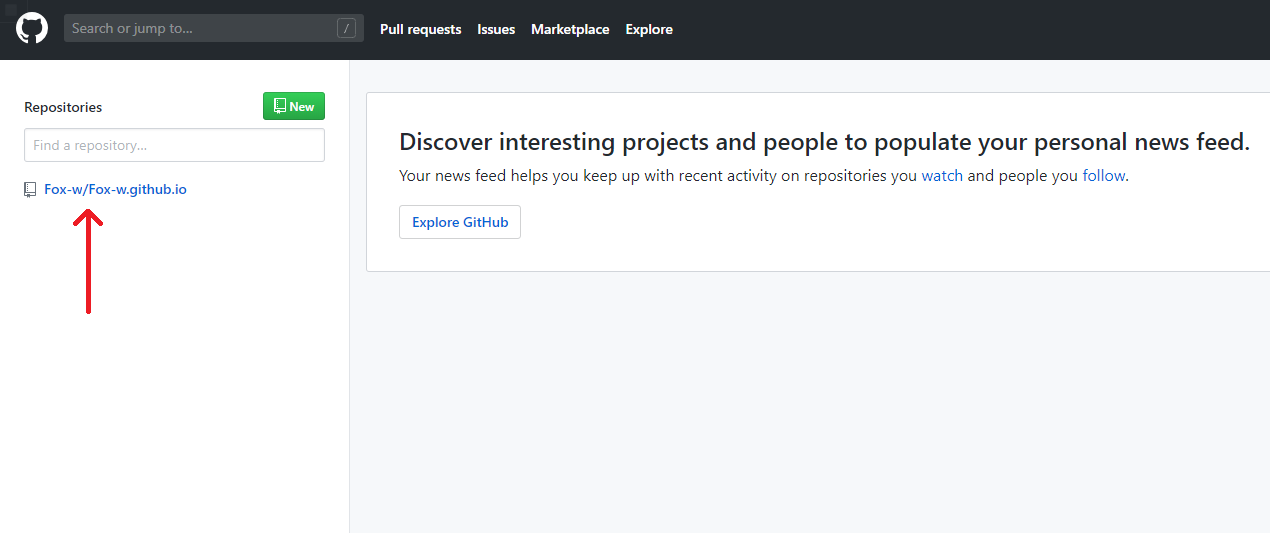 Search or jump to... /
Pull requests
Issues
Marketplace
Explore
Repositories
New
Find a repository...
Fox-w/Fox-w.github.io
Discover interesting projects and people to populate your personal news feed.
Your news feed helps you keep up with recent activity on repositories you watch and people you follow.
Explore GitHub